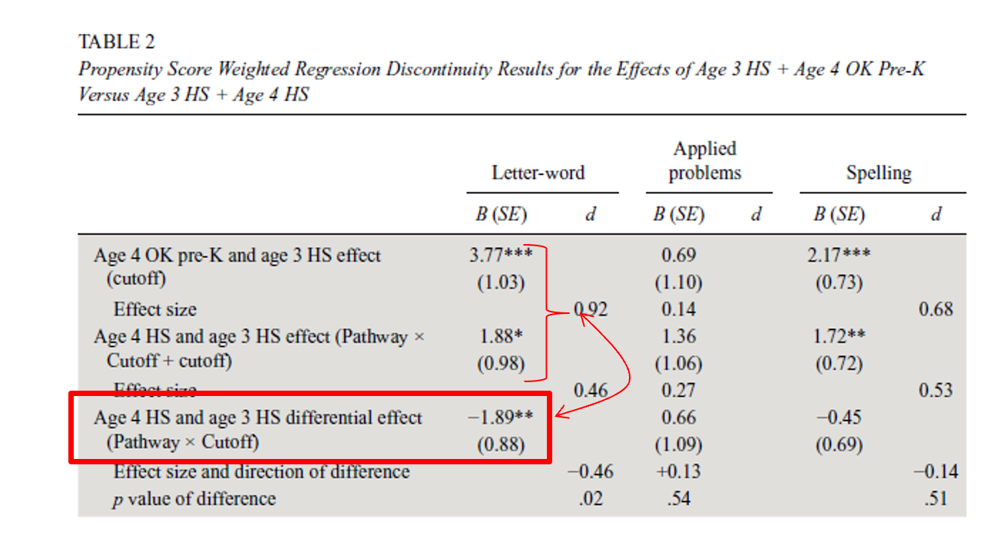 TABLE 2
Propensity Score Weighted Regression Discontinuity Results for the Effects of Age 3 HS + Age 4 OK Pre-K
Versus Age 3 HS + Age 4 HS
Applied
Letter-word problems Spelling
B (SE) d B (SE) d B (SE) d
Age 4 OK pre-K and age 3 HS effect 3.77*** 0.69 2.17***
(cutoff) (1.03) (1.10) (0.73)
Effect size 0.92 0.14 0.68
Age 4 HS and age 3 HS effect (Pathway × 1.88* 1.36 1.72**
Cutoff + cutoff) (0.98) (1.06) (0.72)
Effect size 0.46 0.27 0.53
Age 4 HS and age 3 HS differential effect −1.89** 0.66 −0.45
(Pathway × Cutoff) (0.88) (1.09) (0.69)
Effect size and direction of difference −0.46 +0.13 −0.14
p value of difference .02 .54 .51